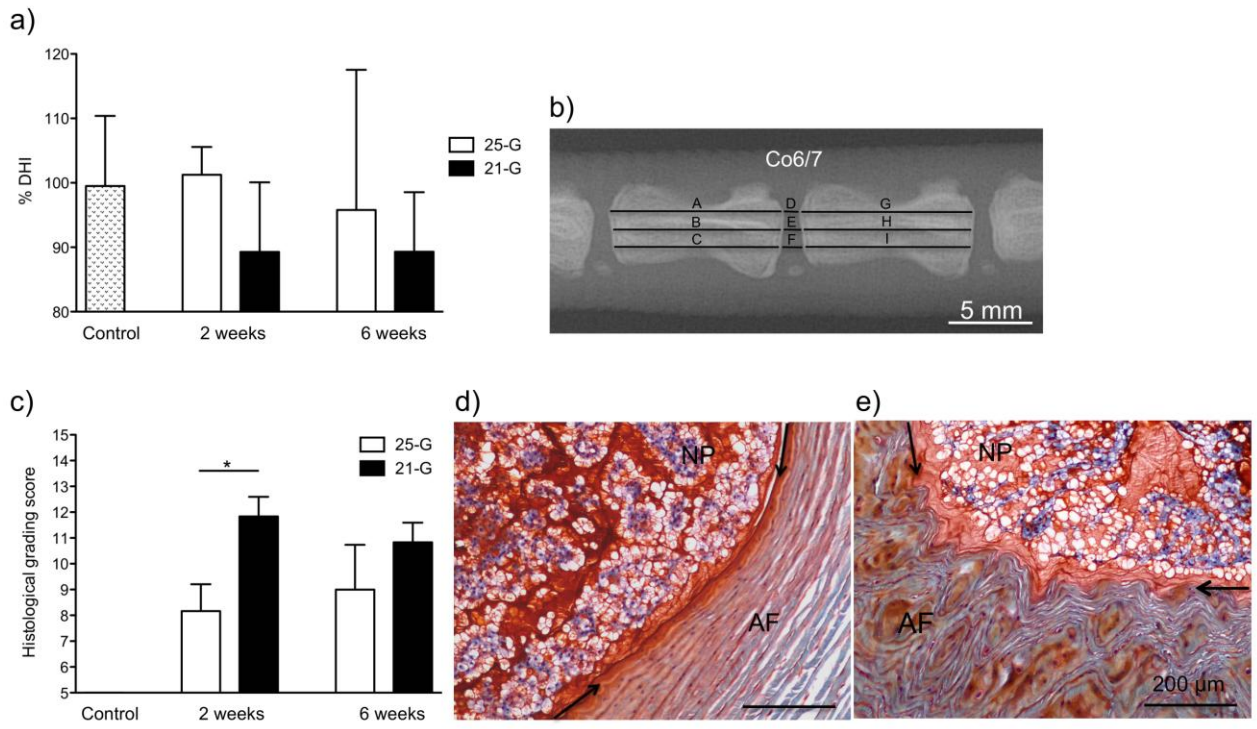 a)
120
110
100
90
80
% DHI
Control
2 weeks
6 weeks
25-G
21-G
b)
Co6/7
A D G
B E H
C F I
5 mm
c)
15
14
13
12
11
10
9
8
7
6
5
Histological grading score
*
25-G
21-G
Control
2 weeks
6 weeks
d)
NP
AF
e)
NP
AF
200 µm